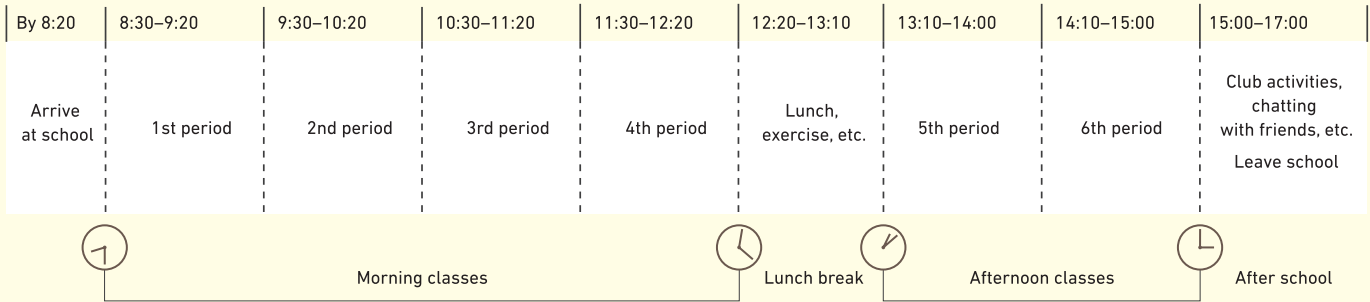 By 8:20
8:30–9:20
9:30–10:20
10:30–11:20
11:30–12:20
12:20–13:10
13:10–14:00
14:10–15:00
15:00–17:00
Arrive
at school
1st period
2nd period
3rd period
4th period
Lunch,
exercise, etc.
5th period
6th period
Club activities,
chatting
with friends, etc.
Leave school
Morning classes
Lunch break
Afternoon classes
After school